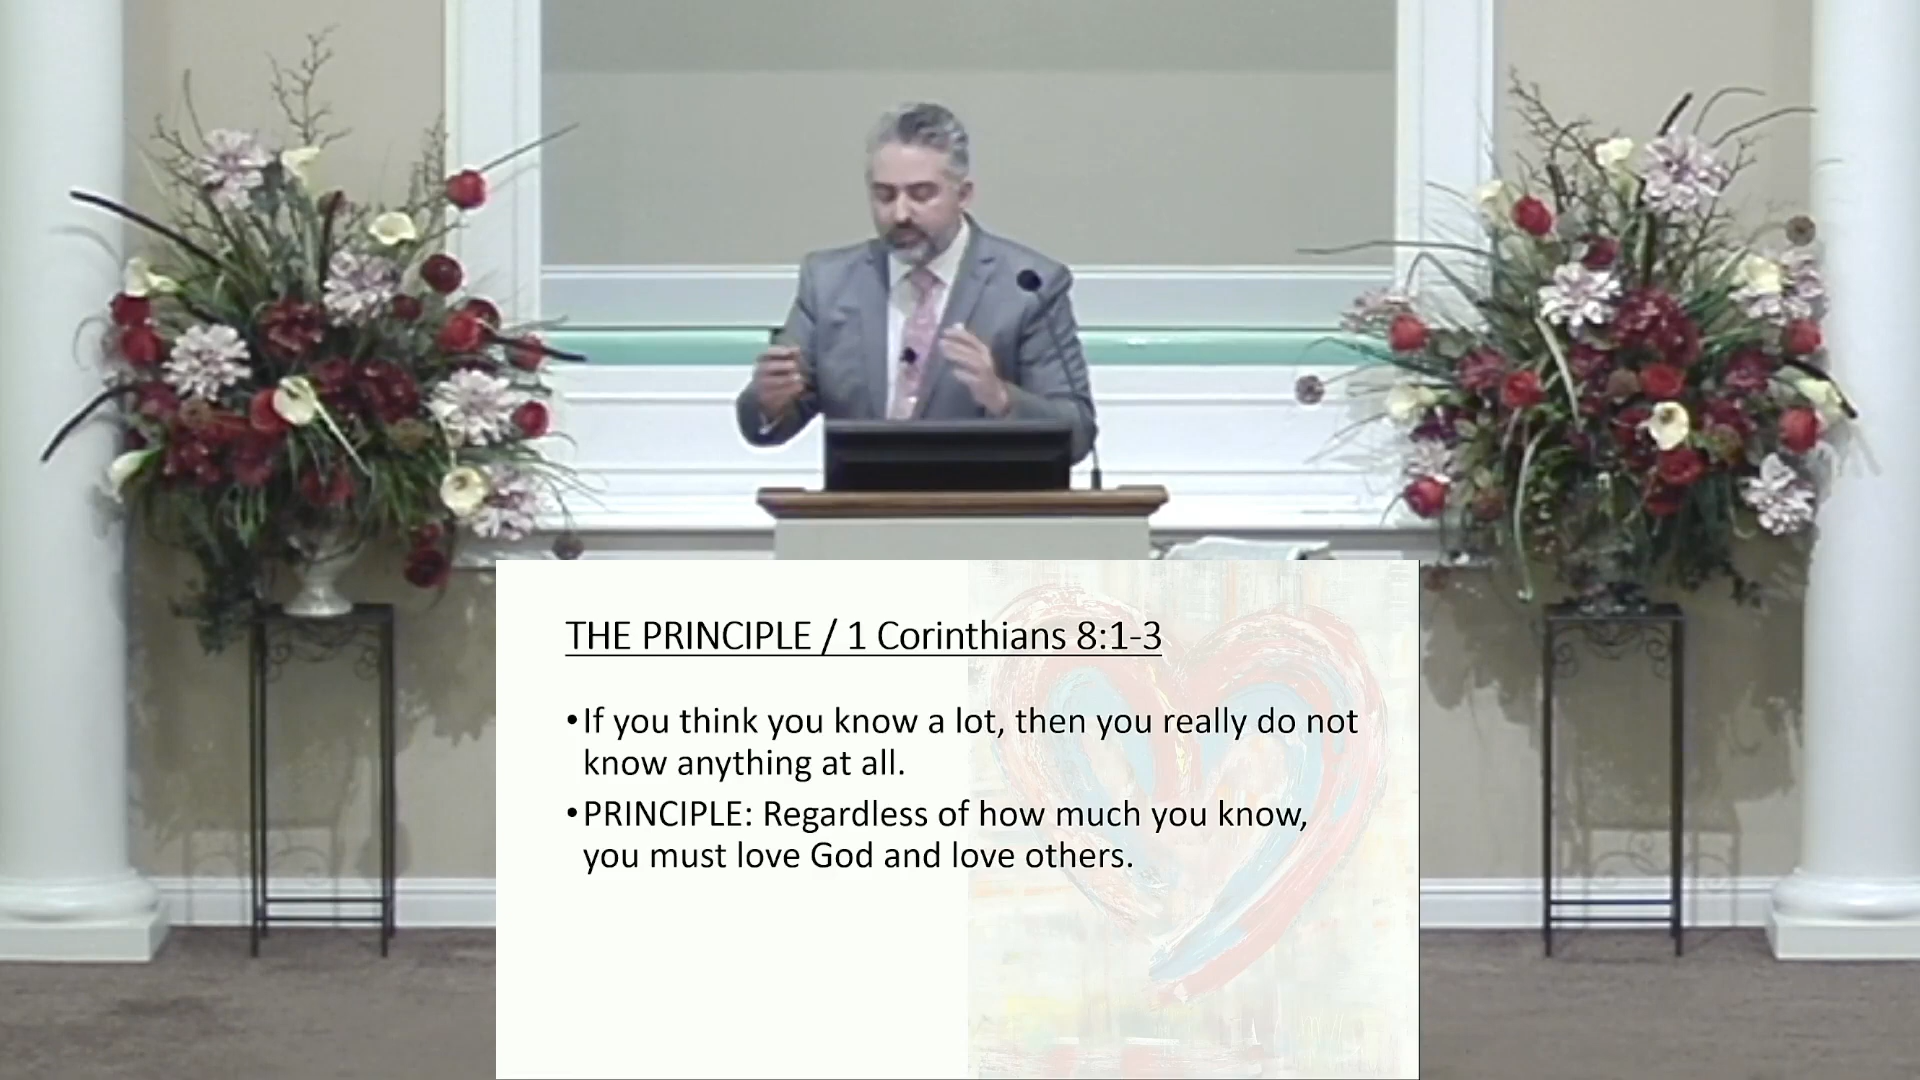 THE PRINCIPLE / 1 Corinthians 8:1-3
•If you think you know a lot, then you really do not
know anything at all.
•PRINCIPLE: Regardless of how much you know,
you must love God and love others.